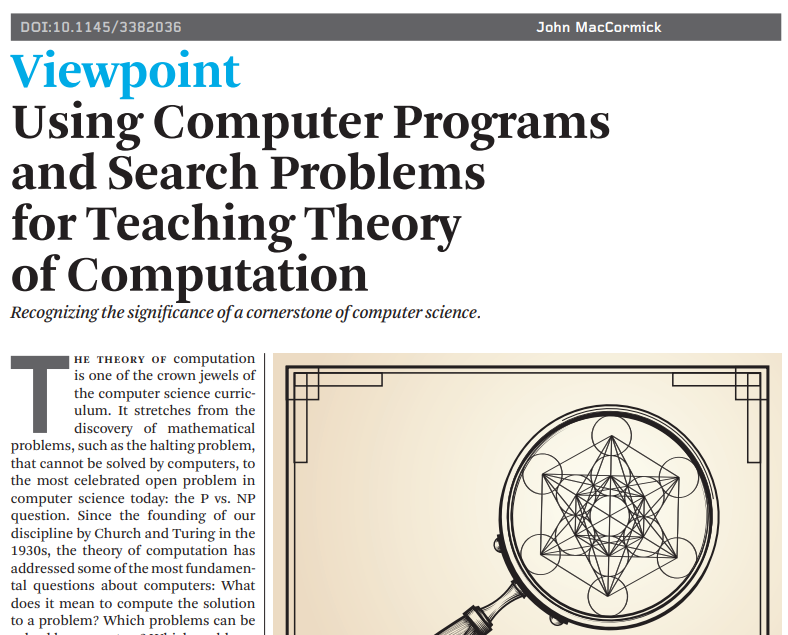 DOI:10.1145/3382036 John MacCormick
Viewpoint
Using Computer Programs
and Search Problems
for Teaching Theory
of Computation
Recognizing the significance of a cornerstone of computer science.
THE THEORY OF computation
is one of the crown jewels of
the computer science curric-
ulum. It stretches from the
discovery of mathematical
problems, such as the halting problem,
that cannot be solved by computers, to
the most celebrated open problem in
computer science today: the P vs. NP
question. Since the founding of our
discipline by Church and Turing in the
1930s, the theory of computation has
addressed some of the most fundamen-
tal questions about computers: What
does it mean to compute the solution
to a problem? Which problems can be